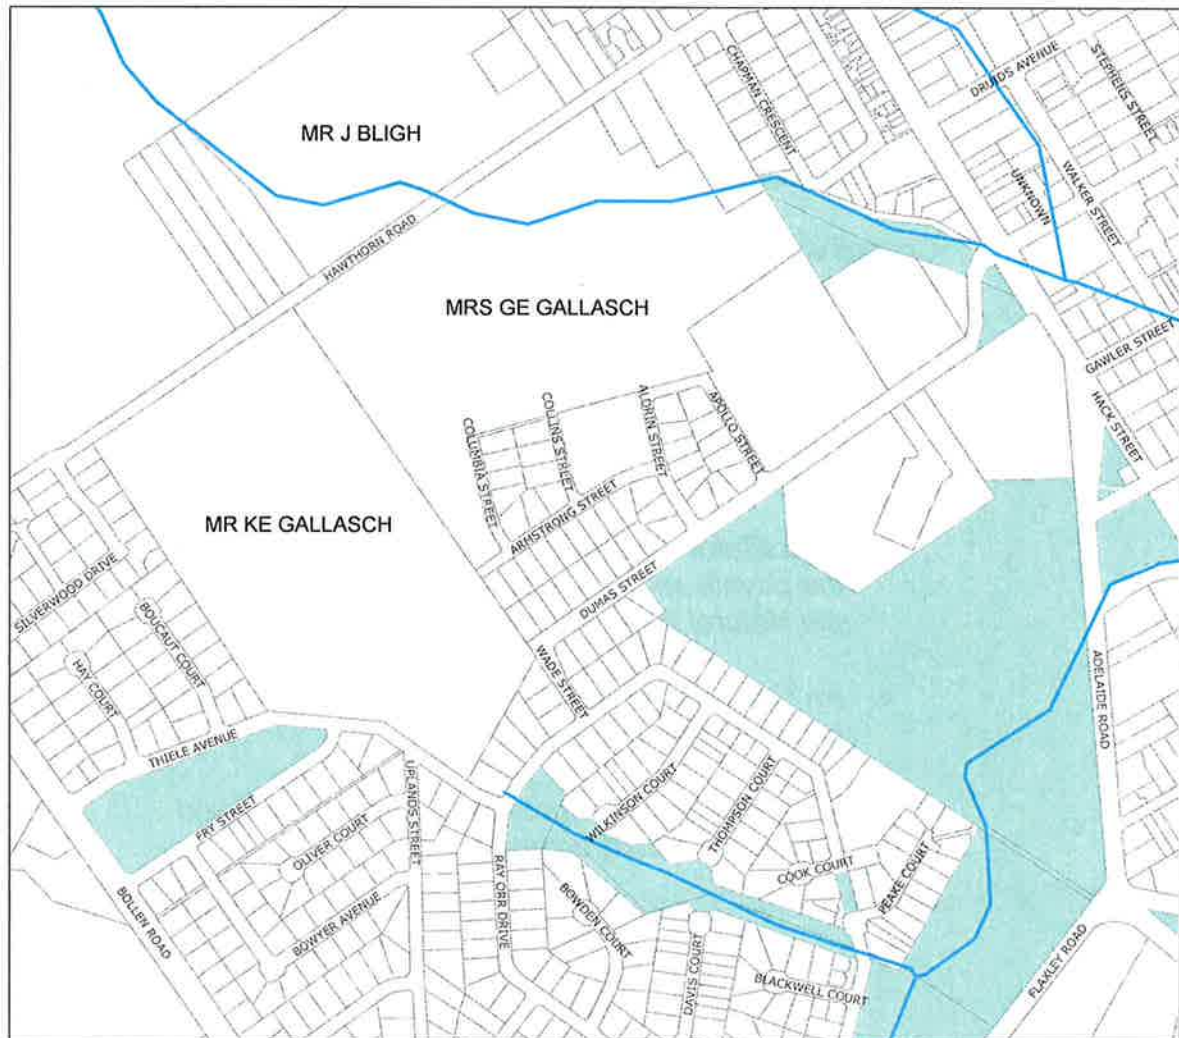 CHAPMAN CRESCENT
DRUIDS AVENUE
STEPHENS STREET
MR J BLIGH
UNKNOWN
WALKER STREET
HAWTHORN ROAD
MRS GE GALLASCH
GAWLER STREET
HACK STREET
COLUMBIA STREET
COLLINS STREET
ALDRIN STREET
APOLLO STREET
ARMSTRONG STREET
MR KE GALLASCH
DUMAS STREET
SILVERWOOD DRIVE
BOUCAUT COURT
HAY COURT
WADE STREET
ADELAIDE ROAD
THIELE AVENUE
FRY STREET
UPLANDS STREET
OLIVER COURT
WILKINSON COURT
THOMPSON COURT
COOK COURT
PEAKE COURT
BOLLEN ROAD
BOWYER AVENUE
RAY ORR DRIVE
BOWDEN COURT
DAVIS COURT
BLACKWELL COURT
FLAXLEY ROAD